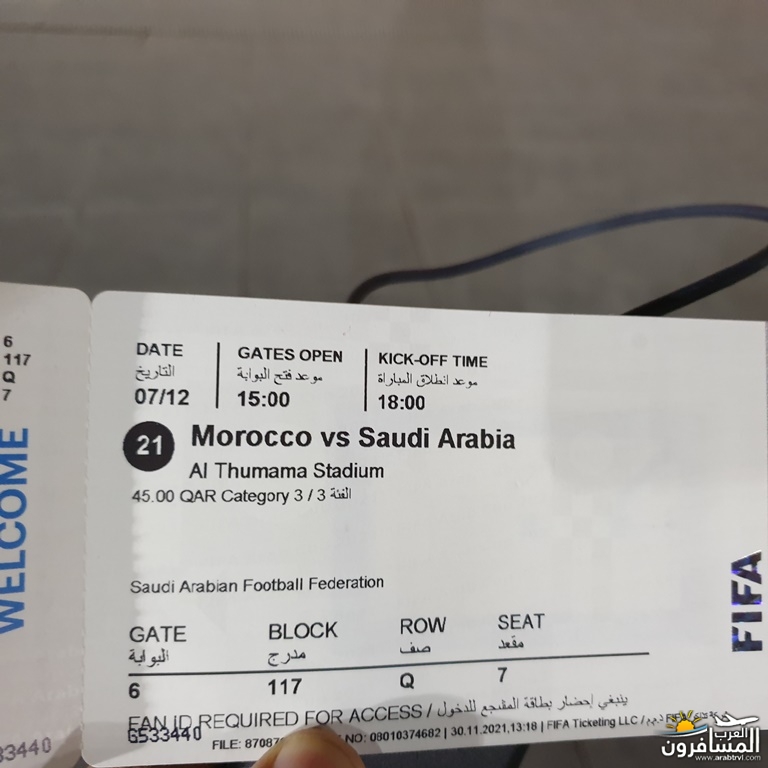 6
117
Q
7
WELCOME
33440
DATE
التاريخ
07/12
GATES OPEN
موعد فتح البوابة
15:00
KICK-OFF TIME
موعد انطلاق المباراة
18:00
21 Morocco vs Saudi Arabia
Al Thumama Stadium
45.00 QAR Category 3 / 3 الفئة
Saudi Arabian Football Federation
GATE
البوابة
6
BLOCK
مدرج
117
ROW
صف
Q
SEAT
مقعد
7
FAN ID REQUIRED FOR ACCESS / ينبغي إحضار بطاقة المشجع للدخول
G533440
FILE: 8708 NO: 08010374682 | 30.11.2021,13:18 | FIFA Ticketing LLC /
FIFA
العرب
المسافرون
www.arabtrvl.com